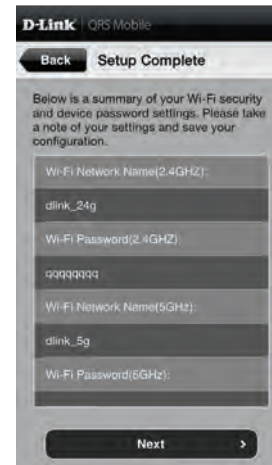 D-Link QRS Mobile
Back Setup Complete
Below is a summary of your Wi-Fi security
and device password settings. Please take
a note of your settings and save your
configuration.
Wi-Fi Network Name(2.4GHZ):
dlink_24g
Wi-Fi Password(2.4GHZ)
qqqqqqqq
Wi-Fi Network Name(5GHz):
dlink_5g
Wi-Fi Password(5GHz):
Next